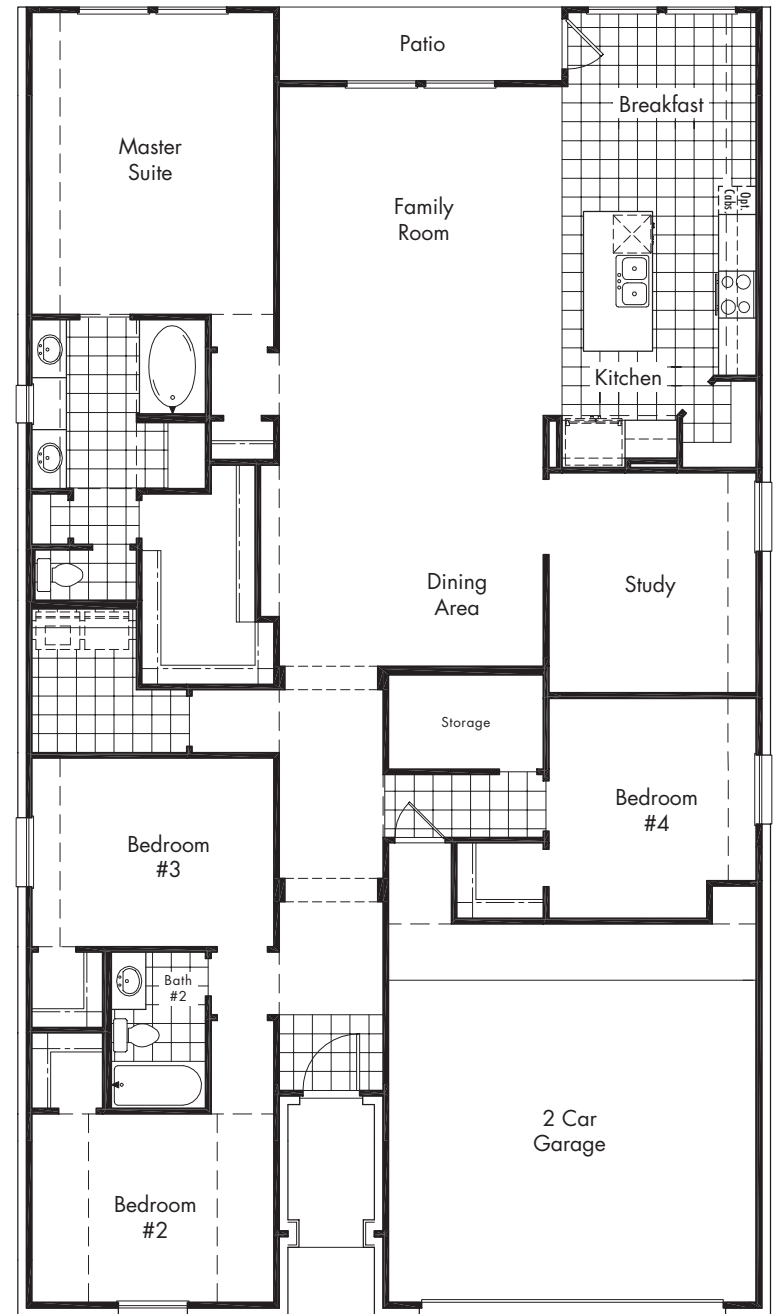 Patio
Breakfast
Master
Suite
Family
Room
Opt.
Cabs.
Kitchen
Dining
Area
Study
Storage
Bedroom
#4
Bedroom
#3
Bath
#2
2 Car
Garage
Bedroom
#2